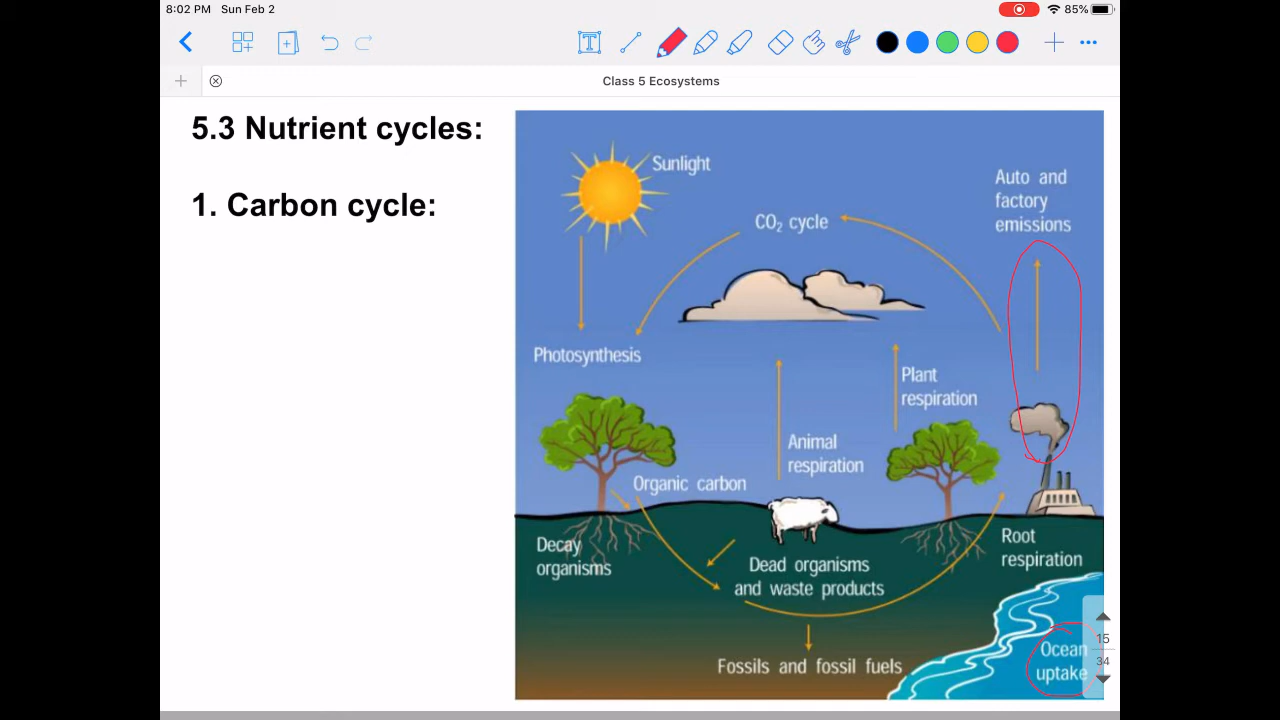 8:02 PM Sun Feb 2
85%
T
Class 5 Ecosystems
5.3 Nutrient cycles:
1. Carbon cycle:
Sunlight
CO₂ cycle
Auto and
factory
emissions
Photosynthesis
Plant
respiration
Animal
respiration
Organic carbon
Decay
organisms
Dead organisms
and waste products
Root
respiration
Fossils and fossil fuels
Ocean
uptake
15
34